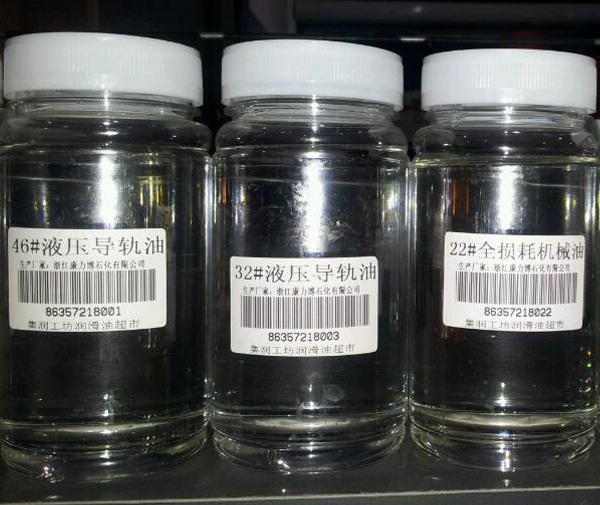 46#液压导轨油
生产厂家：浙江康力博石化有限公司
86357218001
集润工坊润滑油超市
32#液压导轨油
生产厂家：浙江康力博石化有限公司
86357218003
集润工坊润滑油超市
22#全损耗机械油
生产厂家：浙江康力博石化有限公司
86357218022
集润工坊润滑油超市